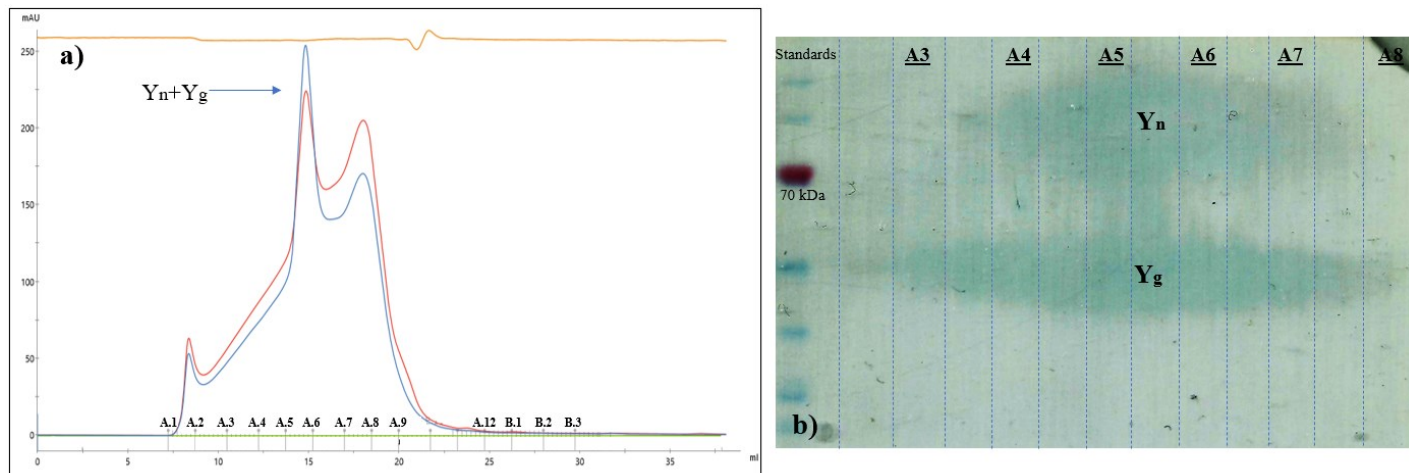 mAU
250
200
150
100
50
0
a)
Yn+Yg
A.1 A.2 A.3 A.4 A.5 A.6 A.7 A.8 A.9 A.12 B.1 B.2 B.3
0 5 10 15 20 25 30 35 ml
Standards A3 A4 A5 A6 A7 A8
Yn
70 kDa
Yg
b)